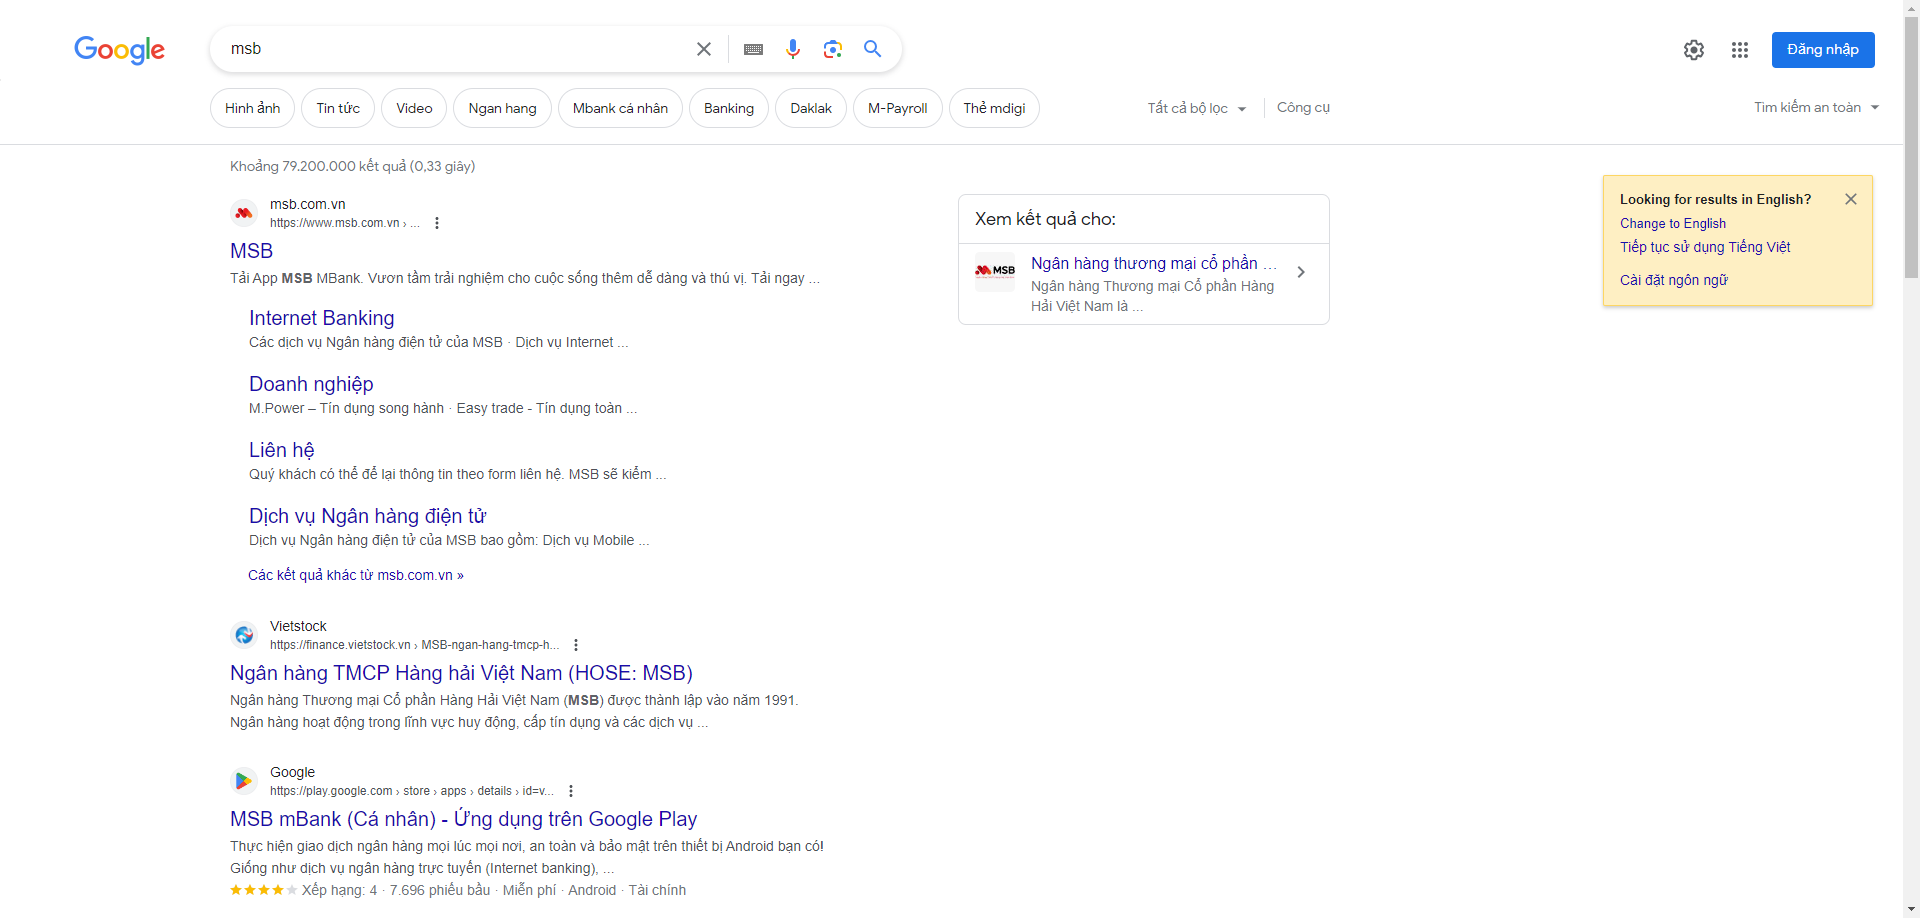 Google
msb
Đăng nhập
Hình ảnh
Tin tức
Video
Ngan hang
Mbank cá nhân
Banking
Daklak
M-Payroll
Thẻ mdigi
Tất cả bộ lọc
Công cụ
Tìm kiếm an toàn
Khoảng 79.200.000 kết quả (0,33 giây)
msb.com.vn
https://www.msb.com.vn › ...
MSB
Tải App MSB MBank. Vươn tầm trải nghiệm cho cuộc sống thêm dễ dàng và thú vị. Tải ngay ...
Internet Banking
Các dịch vụ Ngân hàng điện tử của MSB · Dịch vụ Internet ...
Doanh nghiệp
M.Power – Tín dụng song hành · Easy trade - Tín dụng toàn ...
Liên hệ
Quý khách có thể để lại thông tin theo form liên hệ. MSB sẽ kiểm ...
Dịch vụ Ngân hàng điện tử
Dịch vụ Ngân hàng điện tử của MSB bao gồm: Dịch vụ Mobile ...
Các kết quả khác từ msb.com.vn »
Vietstock
https://finance.vietstock.vn › MSB-ngan-hang-tmcp-h...
Ngân hàng TMCP Hàng hải Việt Nam (HOSE: MSB)
Ngân hàng Thương mại Cổ phần Hàng Hải Việt Nam (MSB) được thành lập vào năm 1991.
Ngân hàng hoạt động trong lĩnh vực huy động, cấp tín dụng và các dịch vụ ...
Google
https://play.google.com › store › apps › details › id=v...
MSB mBank (Cá nhân) - Ứng dụng trên Google Play
Thực hiện giao dịch ngân hàng mọi lúc mọi nơi, an toàn và bảo mật trên thiết bị Android bạn có!
Giống như dịch vụ ngân hàng trực tuyến (Internet banking), ...
Xếp hạng: 4 · 7.696 phiếu bầu · Miễn phí · Android · Tài chính
Xem kết quả cho:
MSB
Ngân hàng thương mại cổ phần ...
Ngân hàng Thương mại Cổ phần Hàng
Hải Việt Nam là ...
Looking for results in English?
Change to English
Tiếp tục sử dụng Tiếng Việt
Cài đặt ngôn ngữ